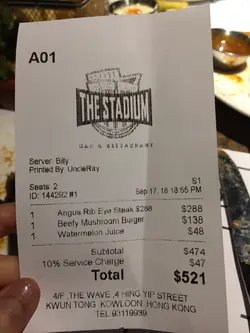 A01
THE STADIUM
BAR & RESTAURANT
Server: Billy
Printed By: UncleRay
S1
Seats: 2
ID: 144292 #1 Sep 17, 18 18:55 PM
1 Angus Rib Eye Steak $288 $288
1 Beefy Mushroom Burger $138
1 Watermelon Juice $48
Subtotal $474
10% Service Charge $47
Total $521
4/F ,THE WAVE ,4 HING YIP STREET
KWUN TONG ,KOWLOON,HONG KONG
TEL 93119939